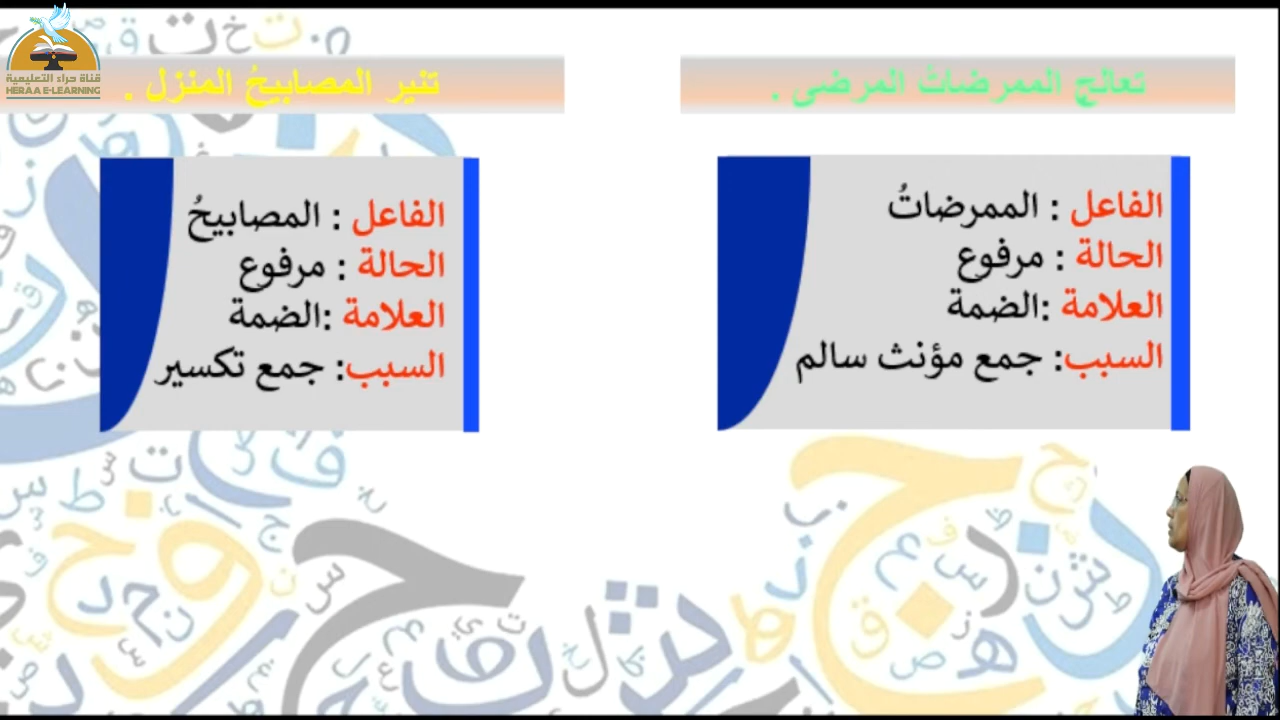 تعالج الممرضاتُ المرضى .
الفاعل : الممرضاتُ
الحالة : مرفوع
العلامة :الضمة
السبب: جمع مؤنث سالم
تنير المصابيحُ المنزل .
الفاعل : المصابيحُ
الحالة : مرفوع
العلامة :الضمة
السبب: جمع تكسير
قناة حراء التعليمية
HERAA E-LEARNING